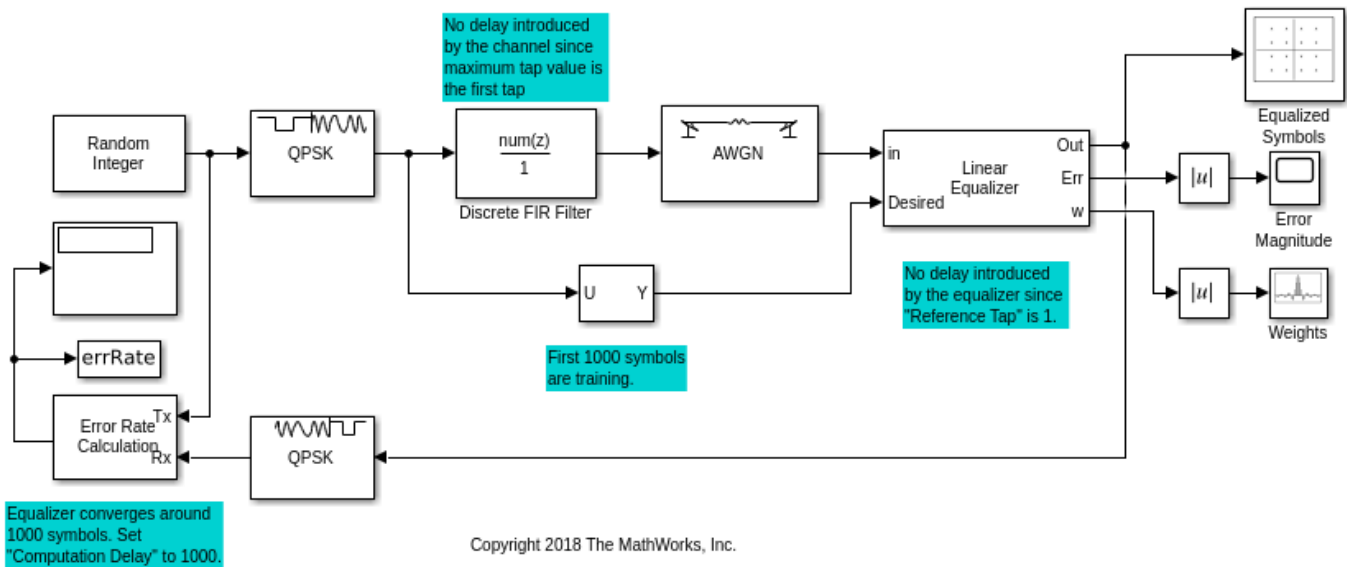 No delay introduced
by the channel since
maximum tap value is
the first tap
Random
Integer
QPSK
num(z)
1
Discrete FIR Filter
AWGN
in
Desired
Linear
Equalizer
Out
Err
w
|u|
|u|
Equalized
Symbols
Error
Magnitude
Weights
U
Y
No delay introduced
by the equalizer since
"Reference Tap" is 1.
First 1000 symbols
are training.
errRate
Error Rate
Calculation
Tx
Rx
QPSK
Equalizer converges around
1000 symbols. Set
"Computation Delay" to 1000.
Copyright 2018 The MathWorks, Inc.